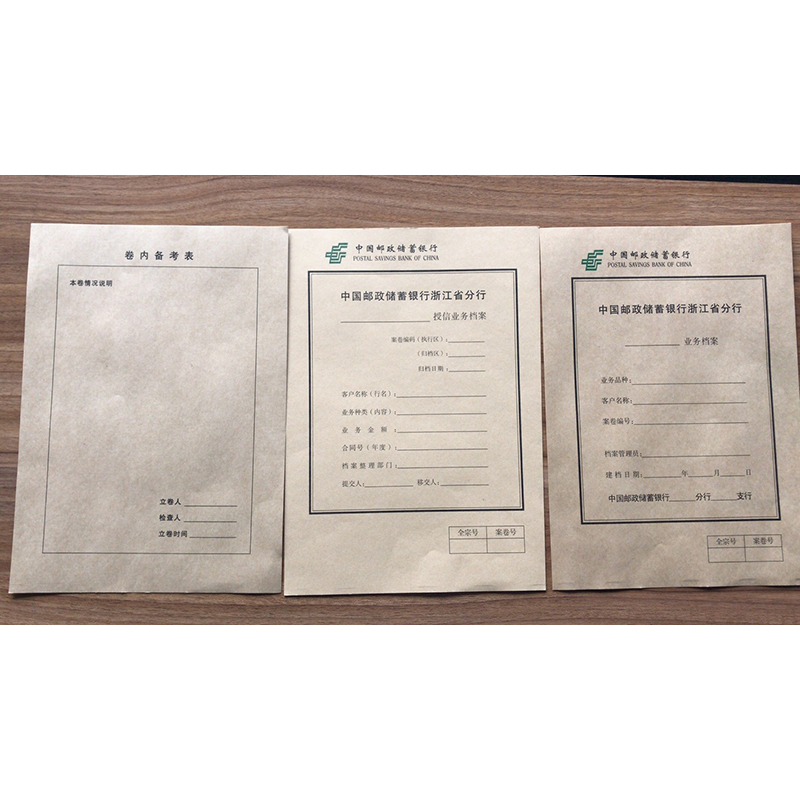 卷内备考表
本卷情况说明
立卷人
检查人
立卷时间
中国邮政储蓄银行
POSTAL SAVINGS BANK OF CHINA
中国邮政储蓄银行浙江省分行
授信业务档案
案卷编码(执行区):
(归档区):
归档日期:
客户名称(行名):
业务种类(内容):
业务金额:
合同号(年度):
档案整理部门:
提交人: 移交人:
全宗号 案卷号
中国邮政储蓄银行
POSTAL SAVINGS BANK OF CHINA
中国邮政储蓄银行浙江省分行
业务档案
业务品种:
客户名称:
案卷编号:
档案管理员:
建档日期: 年 月 日
中国邮政储蓄银行 分行 支行
全宗号 案卷号